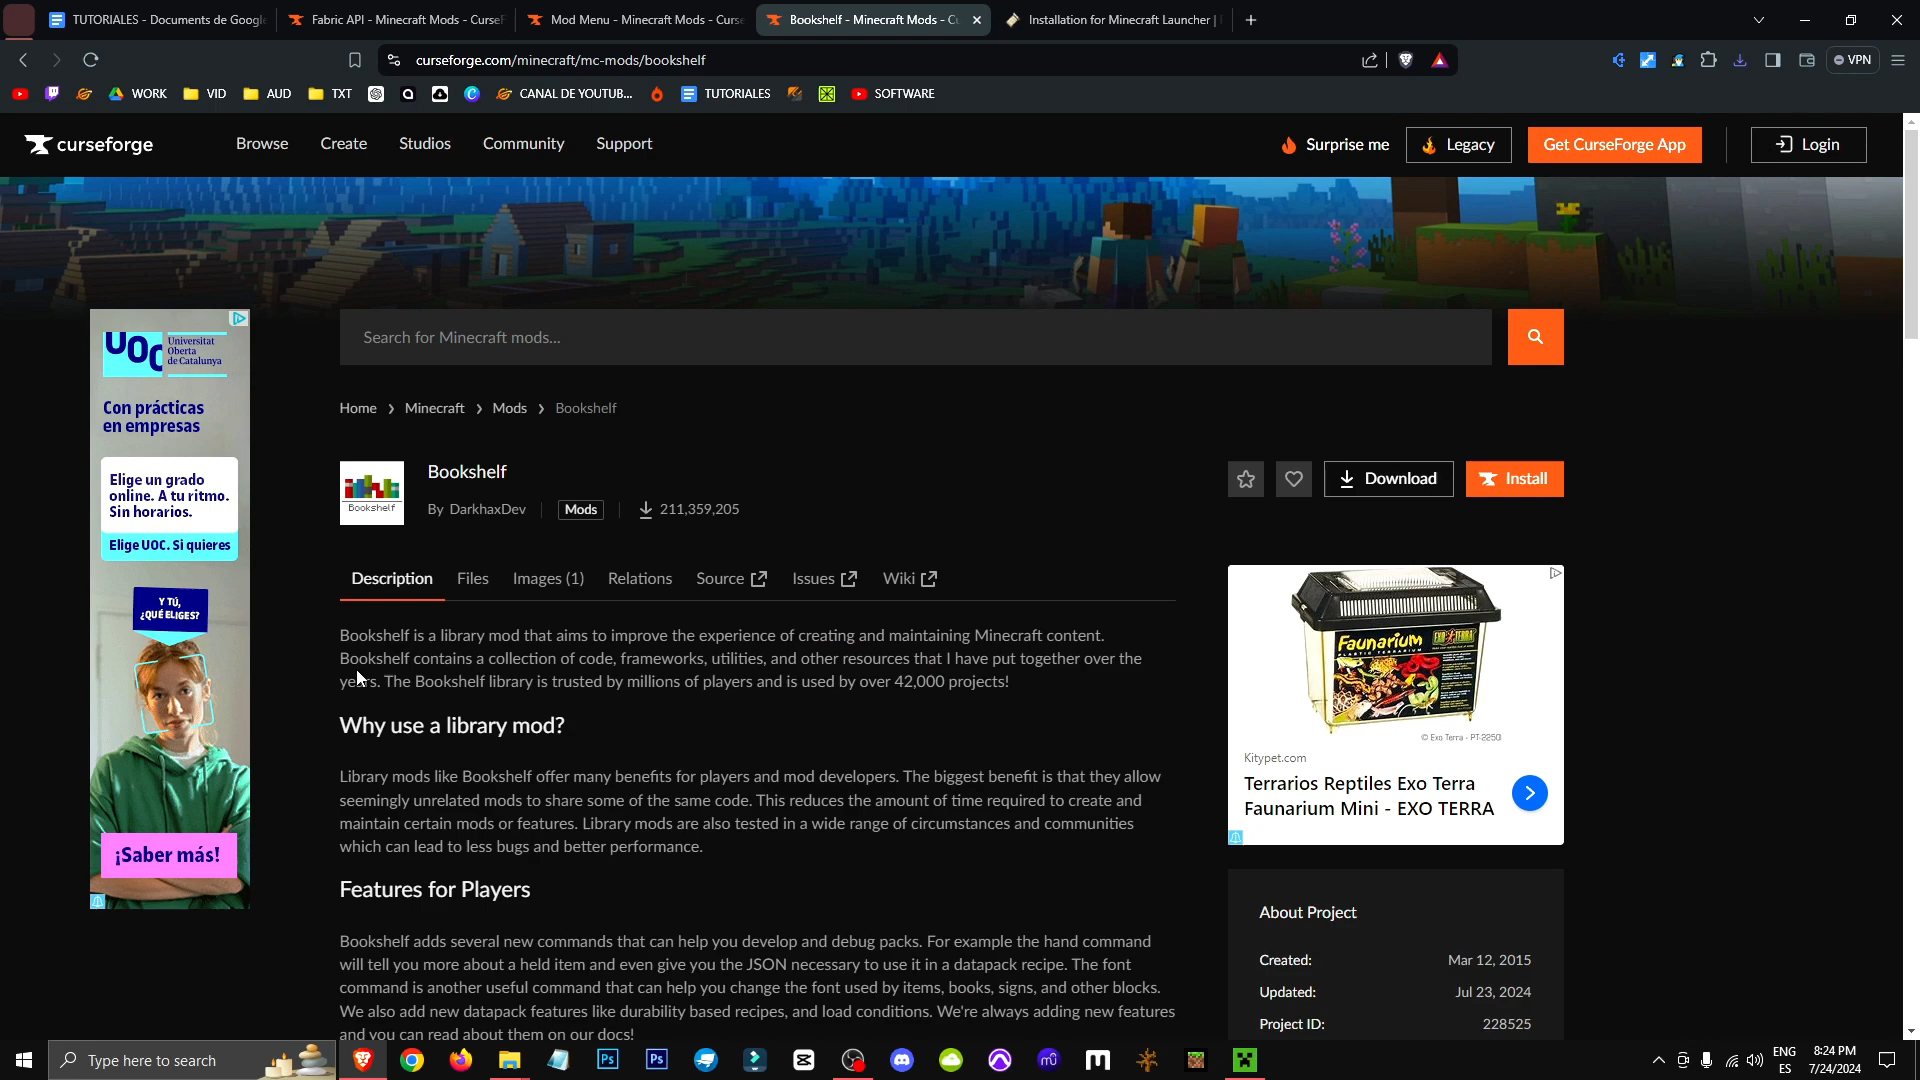 TUTORIALES - Documentos de Google
Fabric API - Minecraft Mods - CurseF
Mod Menu - Minecraft Mods - Curse
Bookshelf - Minecraft Mods - Cu
Installation for Minecraft Launcher |
curseforge.com/minecraft/mc-mods/bookshelf
VPN
WORK
VID
AUD
TXT
CANAL DE YOUTUB...
TUTORIALES
SOFTWARE
curseforge
Browse
Create
Studios
Community
Support
Surprise me
Legacy
Get CurseForge App
Login
UOC
Universitat
Oberta
de Catalunya
Con prácticas
en empresas
Elige un grado
online. A tu ritmo.
Sin horarios.
Elige UOC. Si quieres
Y TÚ,
¿QUÉ ELIGES?
¡Saber más!
Search for Minecraft mods...
Home > Minecraft > Mods > Bookshelf
Bookshelf
Bookshelf
By DarkhaxDev
Mods
211,359,205
Download
Install
Description
Files
Images (1)
Relations
Source
Issues
Wiki
Bookshelf is a library mod that aims to improve the experience of creating and maintaining Minecraft content.
Bookshelf contains a collection of code, frameworks, utilities, and other resources that I have put together over the
years. The Bookshelf library is trusted by millions of players and is used by over 42,000 projects!
Why use a library mod?
Library mods like Bookshelf offer many benefits for players and mod developers. The biggest benefit is that they allow
seemingly unrelated mods to share some of the same code. This reduces the amount of time required to create and
maintain certain mods or features. Library mods are also tested in a wide range of circumstances and communities
which can lead to less bugs and better performance.
Features for Players
Bookshelf adds several new commands that can help you develop and debug packs. For example the hand command
will tell you more about a held item and even give you the JSON necessary to use it in a datapack recipe. The font
command is another useful command that can help you change the font used by items, books, signs, and other blocks.
We also add new datapack features like durability based recipes, and load conditions. We're always adding new features
and you can read about them on our docs!
Faunarium
EXO TERRA
© Exo Terra - PT-2250
Kitypet.com
Terrarios Reptiles Exo Terra
Faunarium Mini - EXO TERRA
About Project
Created:
Mar 12, 2015
Updated:
Jul 23, 2024
Project ID:
228525
Type here to search
Ps
Ps
ENG
ES
8:24 PM
7/24/2024